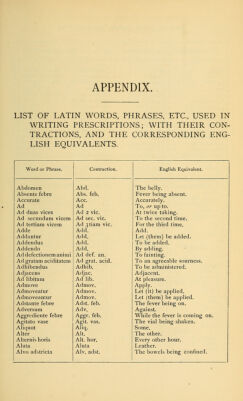 APPENDIX.
LIST OF LATIN WORDS, PHRASES, ETC., USED IN
WRITING PRESCRIPTIONS; WITH THEIR CON-
TRACTIONS, AND THE CORRESPONDING ENG-
LISH EQUIVALENTS.
Word or Phrase. Contraction. English Equivalent.
Abdomen Abd. The belly.
Absente febre Abs. feb. Fever being absent.
Accurate Acc. Accurately.
Ad Ad To, or up to.
Ad duas vices Ad 2 vic. At twice taking.
Ad secundum vicem Ad sec. vic. To the second time.
Ad tertiam vicem Ad 3tiam vic. For the third time.
Adde Add. Add.
Addantur Add. Let (them) be added.
Addendus Add. To be added.
Addendo Add. By adding.
Ad defectionem animi Ad def. an. To fainting.
Ad gratam aciditatem Ad grat. acid. To an agreeable sourness.
Adhibendus Adhib. To be administered.
Adjacens Adjac. Adjacent.
Ad libitum Ad lib. At pleasure.
Admove Admov. Apply.
Admoveatur Admov. Let (it) be applied.
Admoveantur Admov. Let (them) be applied.
Adstante febre Adst. feb. The fever being on.
Adversum Adv. Against.
Aggrediente febre Aggr. feb. While the fever is coming on.
Agitato vase Agit. vas. The vial being shaken.
Aliquot Aliq. Some.
Alter Alt. The other.
Alternis horis Alt. hor. Every other hour.
Aluta Aluta Leather.
Alvo adstricta Alv. adst. The bowels being confined.